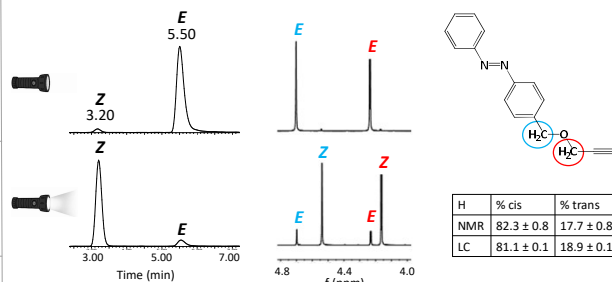 E
5.50
Z
3.20
Z
E
3.00 5.00 7.00
Time (min)
E E
Z Z
E E
4.8 4.4 4.0
N=N
H₂C O
H₂C
H % cis % trans
NMR 82.3 ± 0.8 17.7 ± 0.8
LC 81.1 ± 0.1 18.9 ± 0.1